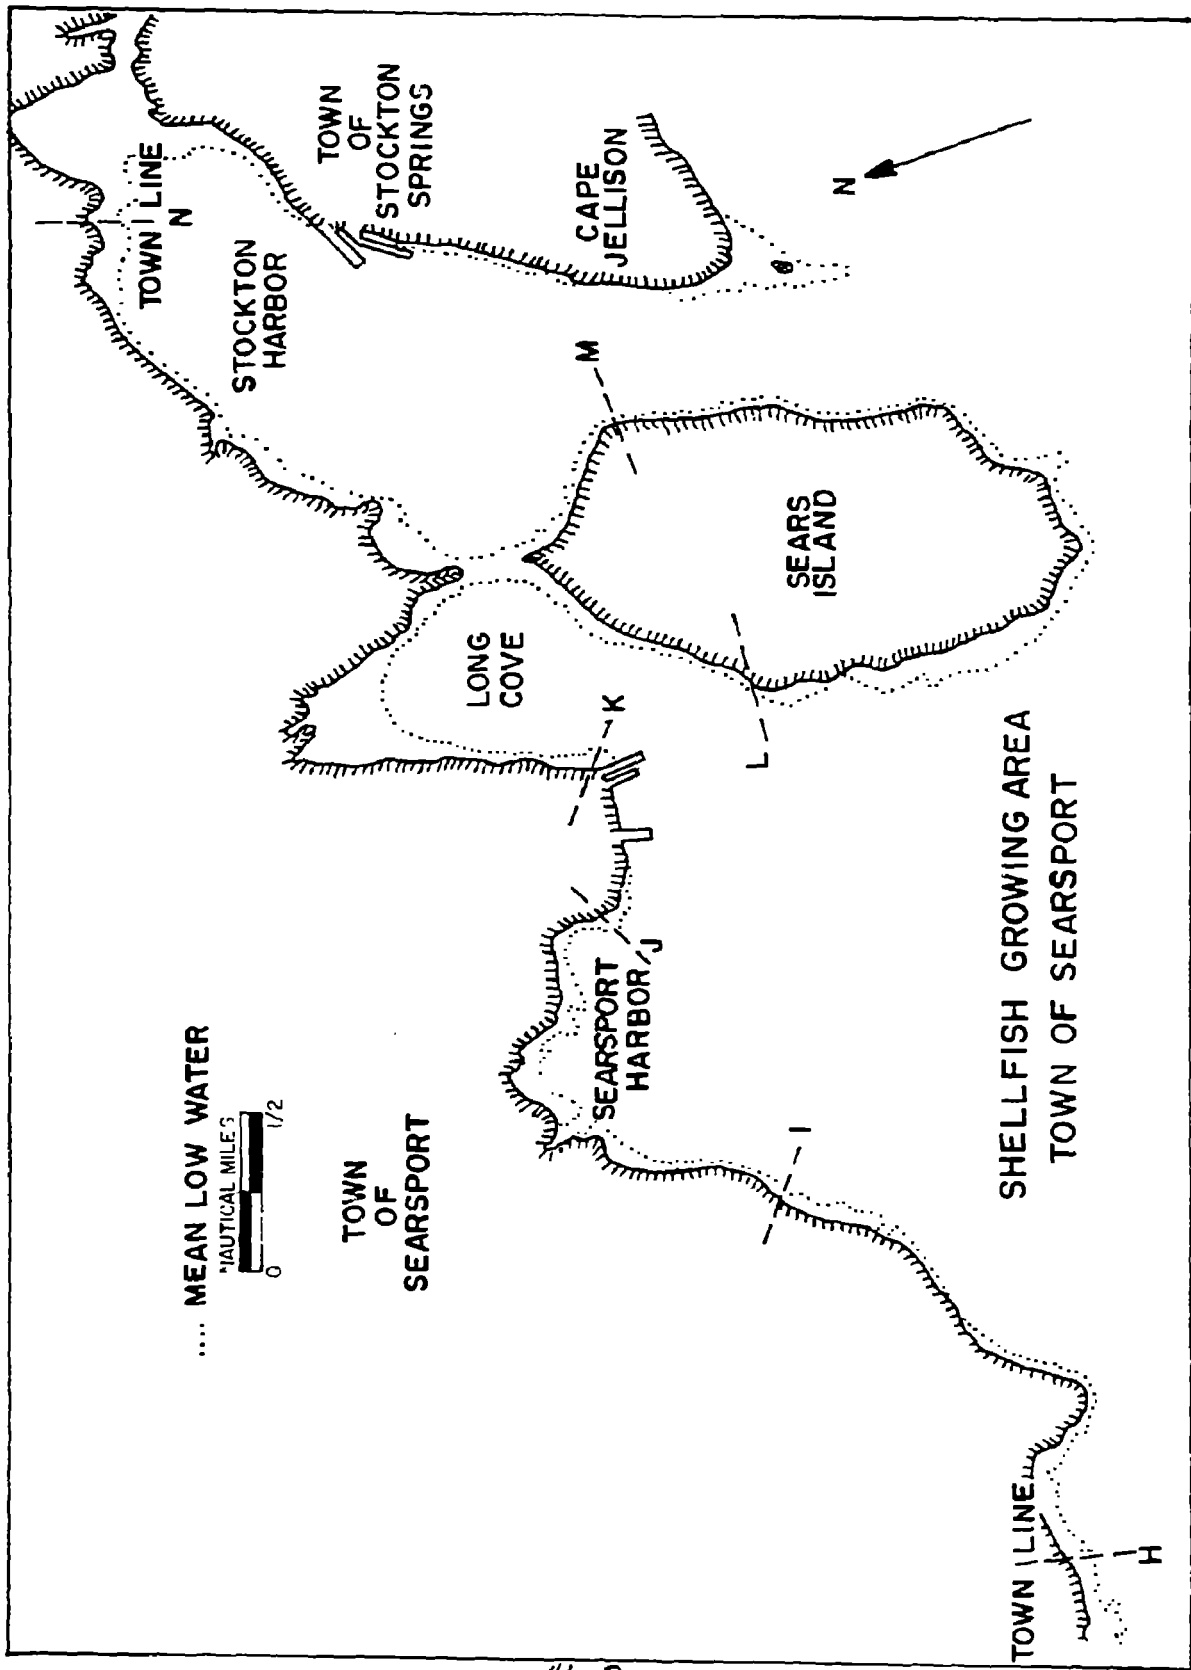 .... MEAN LOW WATER
NAUTICAL MILES
0 1/2
TOWN
OF
SEARSPORT
TOWN LINE
H
I
SEARSPORT
HARBOR
J
K
LONG
COVE
L
SEARS
ISLAND
M
STOCKTON
HARBOR
TOWN LINE
N
TOWN
OF
STOCKTON
SPRINGS
CAPE
JELLISON
N
SHELLFISH GROWING AREA
TOWN OF SEARSPORT